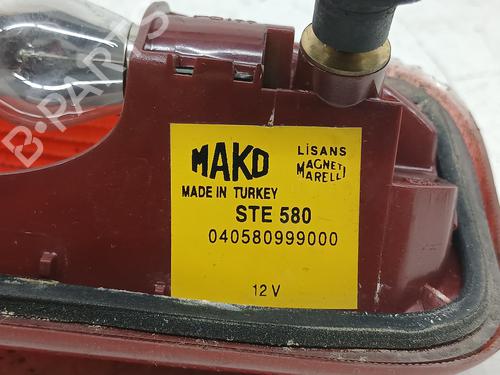 B-PARTS
MAKO
LİSANS
MAGNETI
MARELLI
MADE IN TURKEY
STE 580
040580999000
12 V